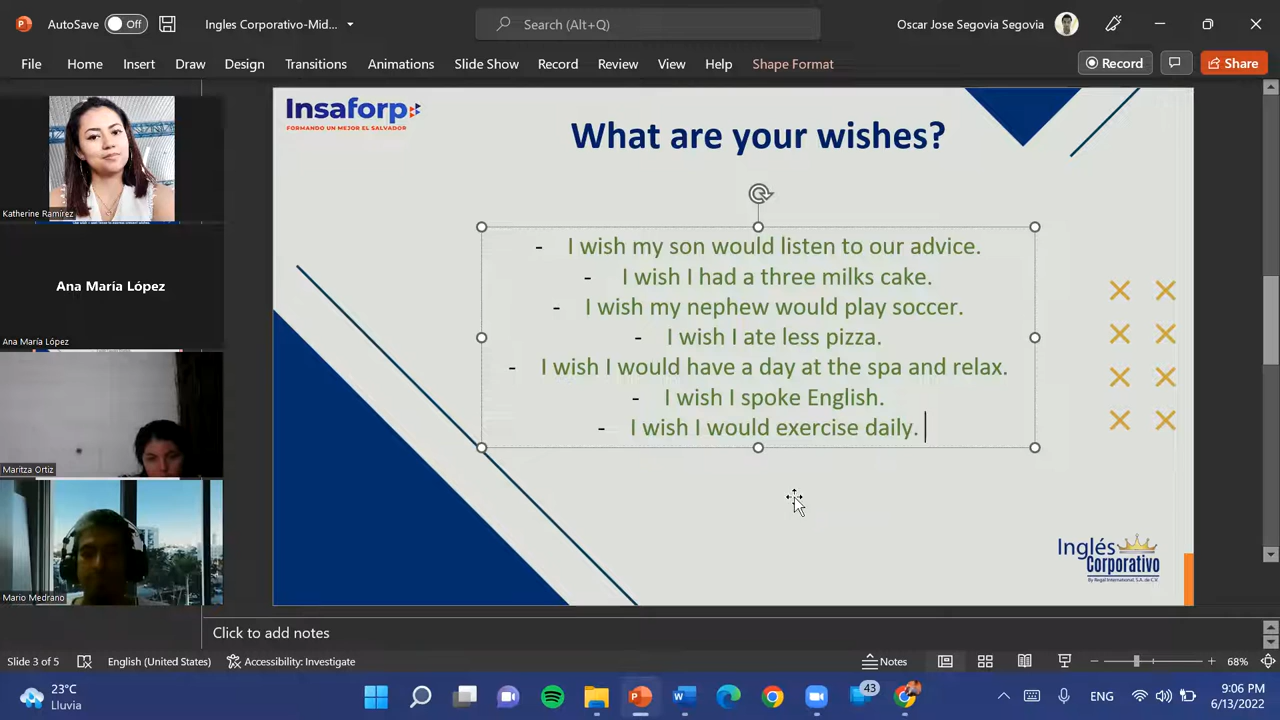 AutoSave Off Ingles Corporativo-Mid... Search (Alt+Q) Oscar Jose Segovia Segovia
File Home Insert Draw Design Transitions Animations Slide Show Record Review View Help Shape Format Record Share
Insaforp
FORMANDO UN MEJOR EL SALVADOR
What are your wishes?
- I wish my son would listen to our advice.
- I wish I had a three milks cake.
- I wish my nephew would play soccer.
- I wish I ate less pizza.
- I wish I would have a day at the spa and relax.
- I wish I spoke English.
- I wish I would exercise daily.
Katherine Ramirez
Ana María López
Ana María López
Maritza Ortiz
Mario Medrano
Inglés
Corporativo
By Regal International, S.A. de C.V.
Click to add notes
Slide 3 of 5 English (United States) Accessibility: Investigate Notes 68%
23°C
Lluvia
43
ENG
9:06 PM
6/13/2022